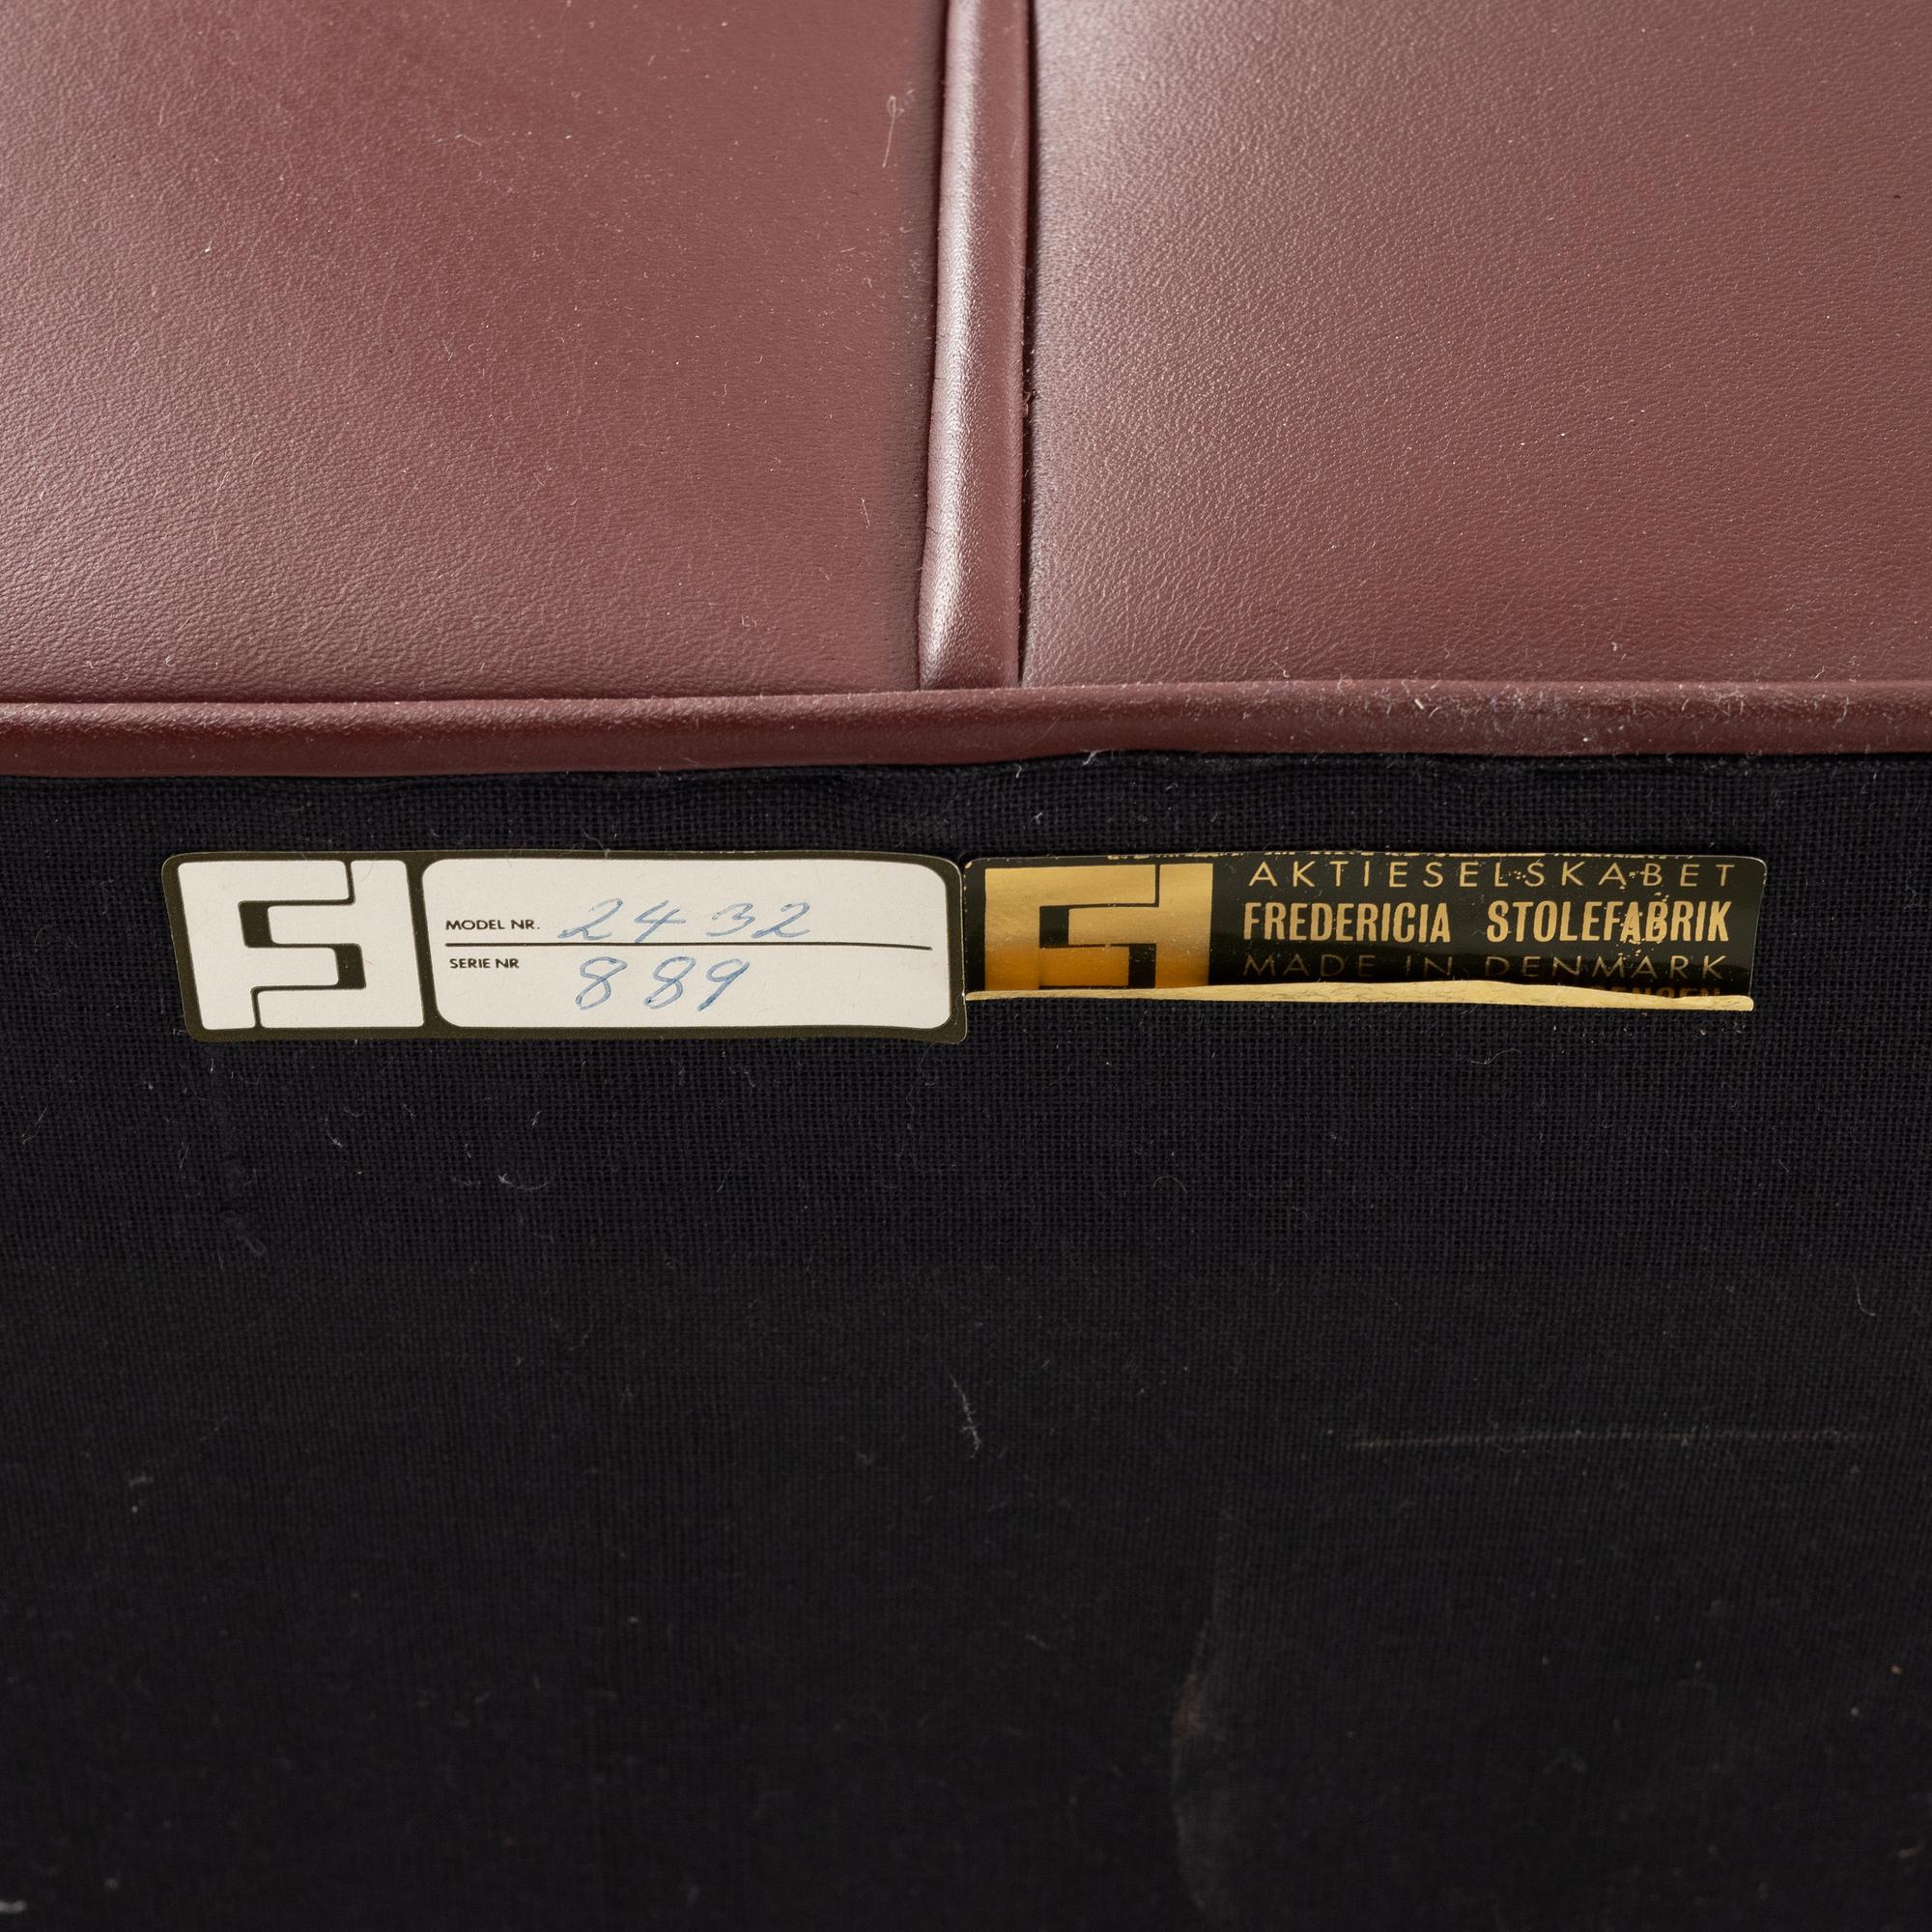 MODEL NR. 2432
SERIE NR 889
AKTIESELSKABET
FREDERICIA STOLEFABRIK
MADE IN DENMARK